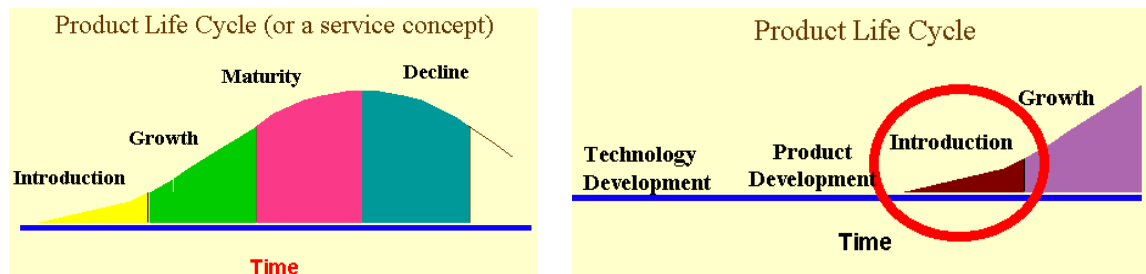 Product Life Cycle (or a service concept)
Maturity
Decline
Growth
Introduction
Time
Product Life Cycle
Growth
Introduction
Technology
Development
Product
Development
Time